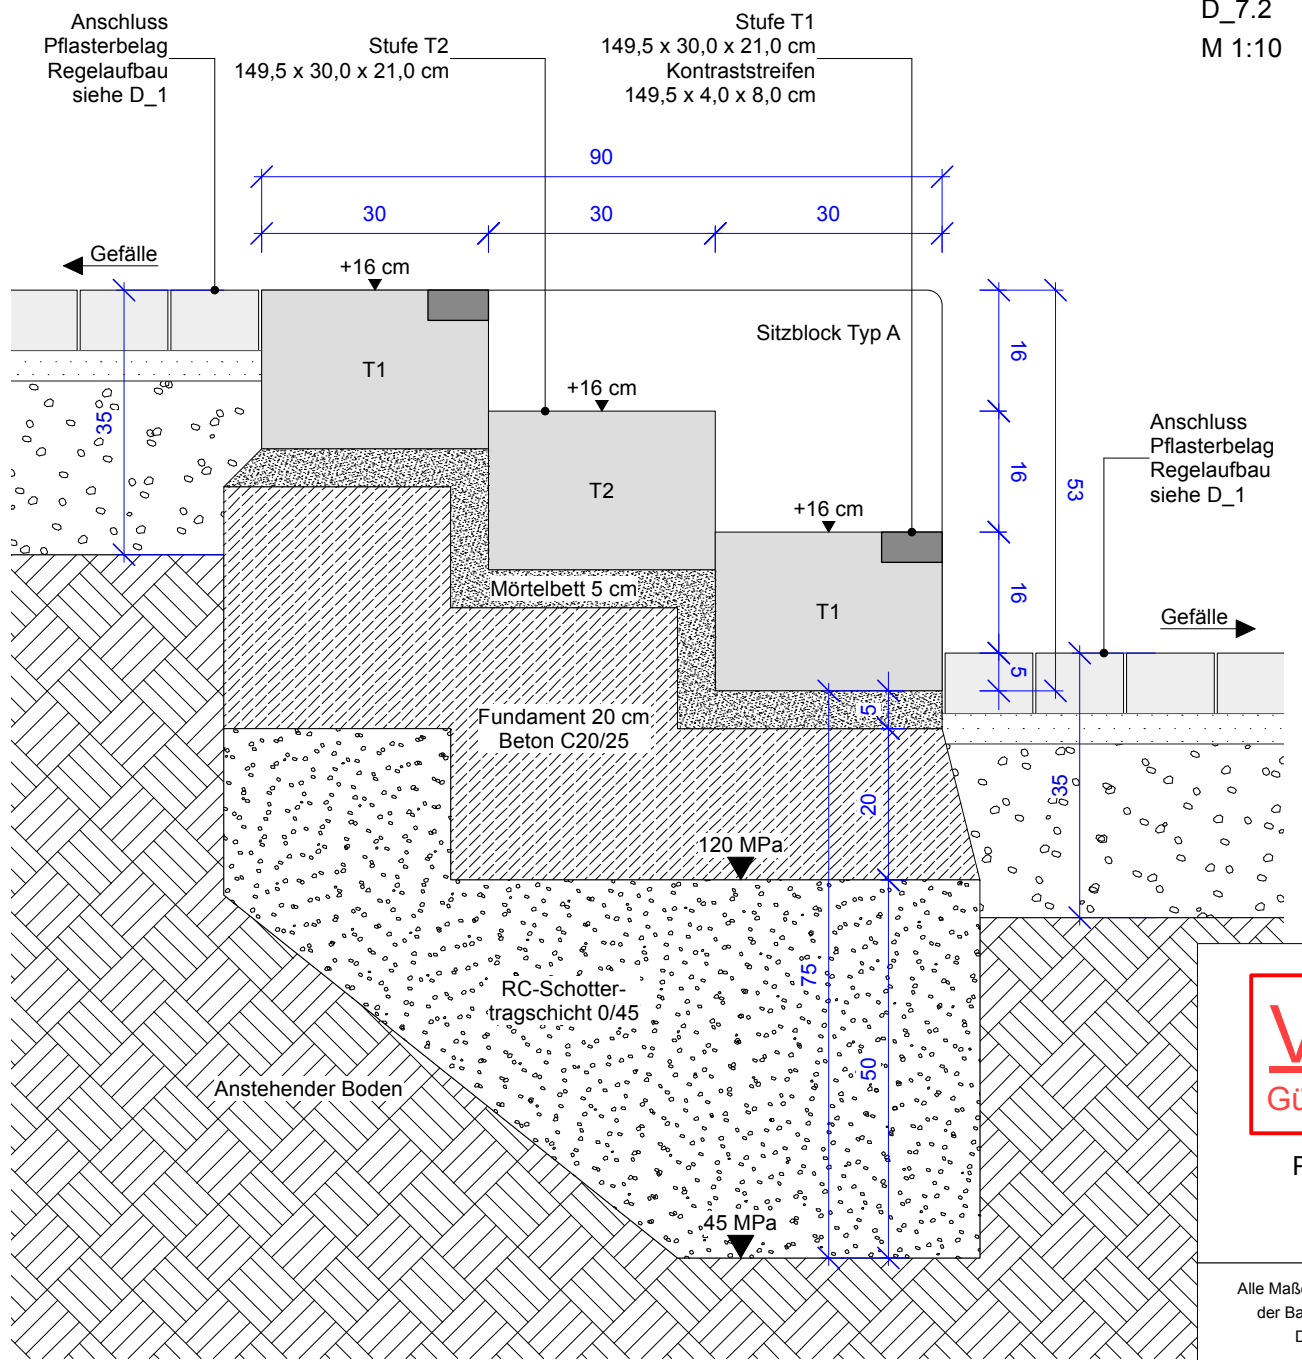 D_7.2
M 1:10
Anschluss
Pflasterbelag
Regelaufbau
siehe D_1
Stufe T2
149,5 x 30,0 x 21,0 cm
Stufe T1
149,5 x 30,0 x 21,0 cm
Kontraststreifen
149,5 x 4,0 x 8,0 cm
90
30
30
30
Gefälle
+16 cm
T1
Sitzblock Typ A
16
35
+16 cm
T2
16
53
Anschluss
Pflasterbelag
Regelaufbau
siehe D_1
+16 cm
T1
16
Mörtelbett 5 cm
Gefälle
5
5
Fundament 20 cm
Beton C20/25
20
35
120 MPa
75
RC-Schotter-
tragschicht 0/45
50
Anstehender Boden
45 MPa
Alle Maß
der Ba